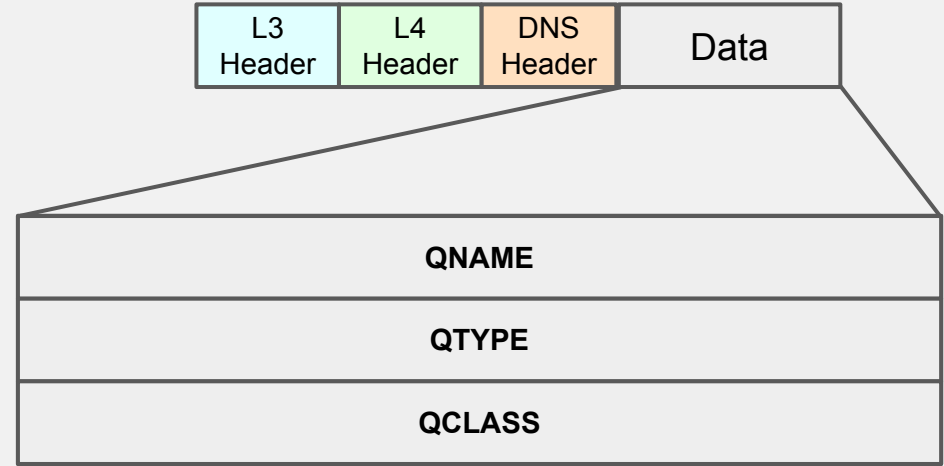 L3
Header
L4
Header
DNS
Header
Data
QNAME
QTYPE
QCLASS